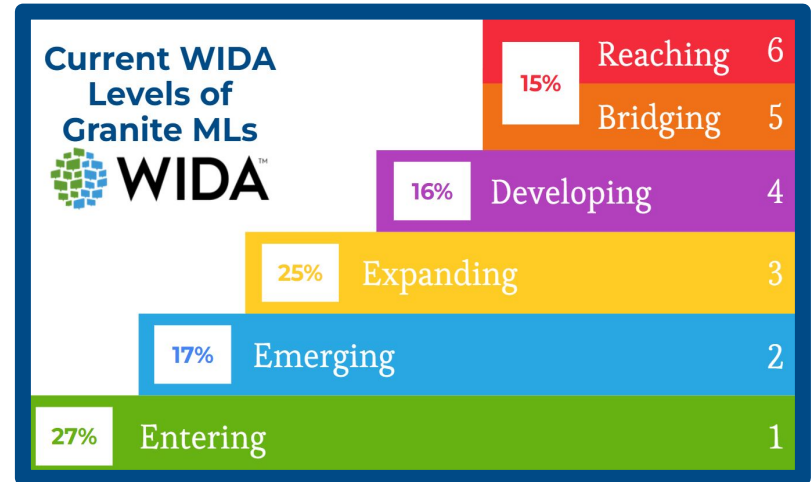 Current WIDA
Levels of
Granite MLs
WIDA™
15%
Reaching 6
Bridging 5
16% Developing 4
25% Expanding 3
17% Emerging 2
27% Entering 1